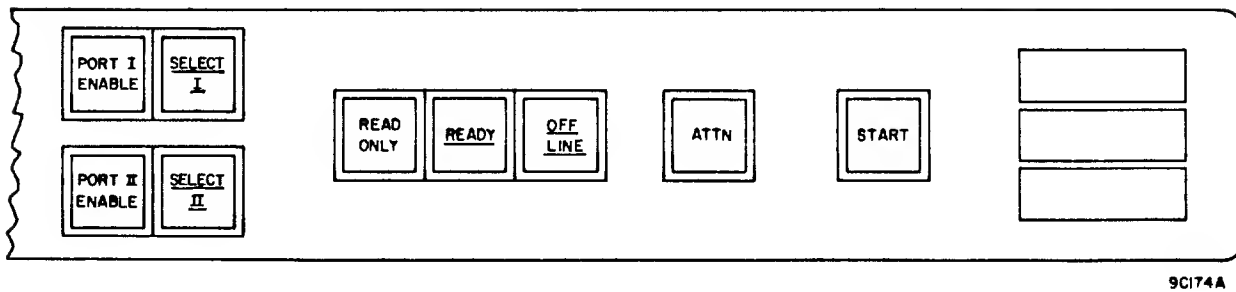 PORT I
ENABLE
SELECT
I
PORT II
ENABLE
SELECT
II
READ
ONLY
READY
OFF
LINE
ATTN
START
9C174A